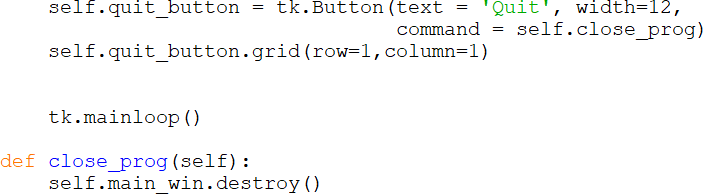 self.quit_button = tk.Button(text = 'Quit', width=12,
command = self.close_prog)
self.quit_button.grid(row=1,column=1)
tk.mainloop()
def close_prog(self):
self.main_win.destroy()